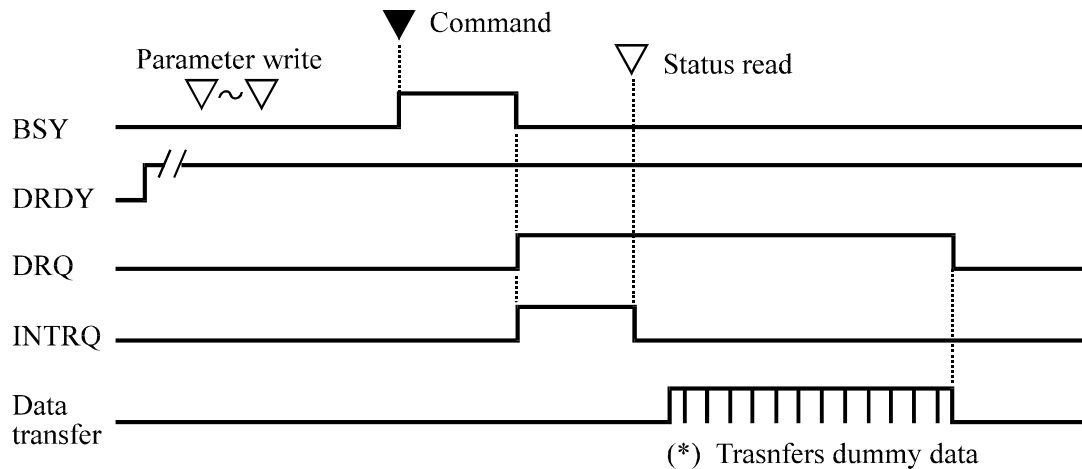 Command
Parameter write
Status read
~
BSY
DRDY
DRQ
INTRQ
Data
transfer
(*) Trasnfers dummy data